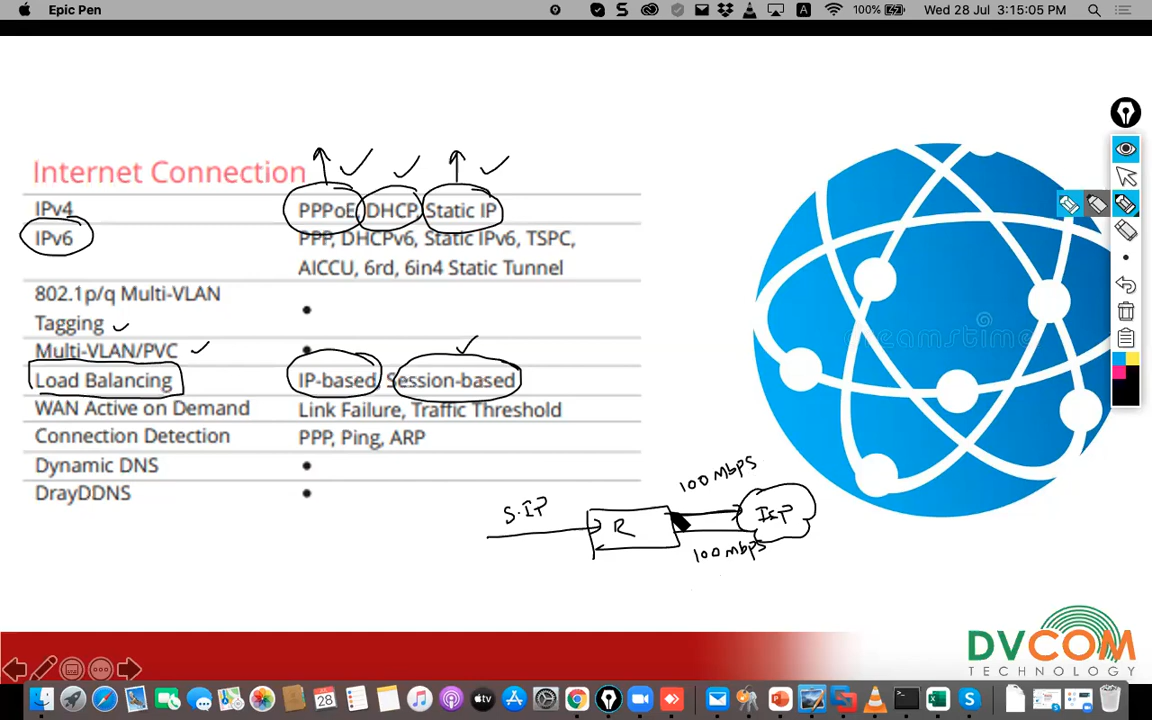 Epic Pen
100%
Wed 28 Jul 3:15:05 PM
Internet Connection
IPv4 PPPoE, DHCP, Static IP
IPv6 PPP, DHCPv6, Static IPv6, TSPC,
AICCU, 6rd, 6in4 Static Tunnel
802.1p/q Multi-VLAN
Tagging
Multi-VLAN/PVC
Load Balancing IP-based Session-based
WAN Active on Demand Link Failure, Traffic Threshold
Connection Detection PPP, Ping, ARP
Dynamic DNS
DrayDDNS
100 Mbps
S.IP
R
ISP
100 Mbps
dreamstime
DVCOM
TECHNOLOGY